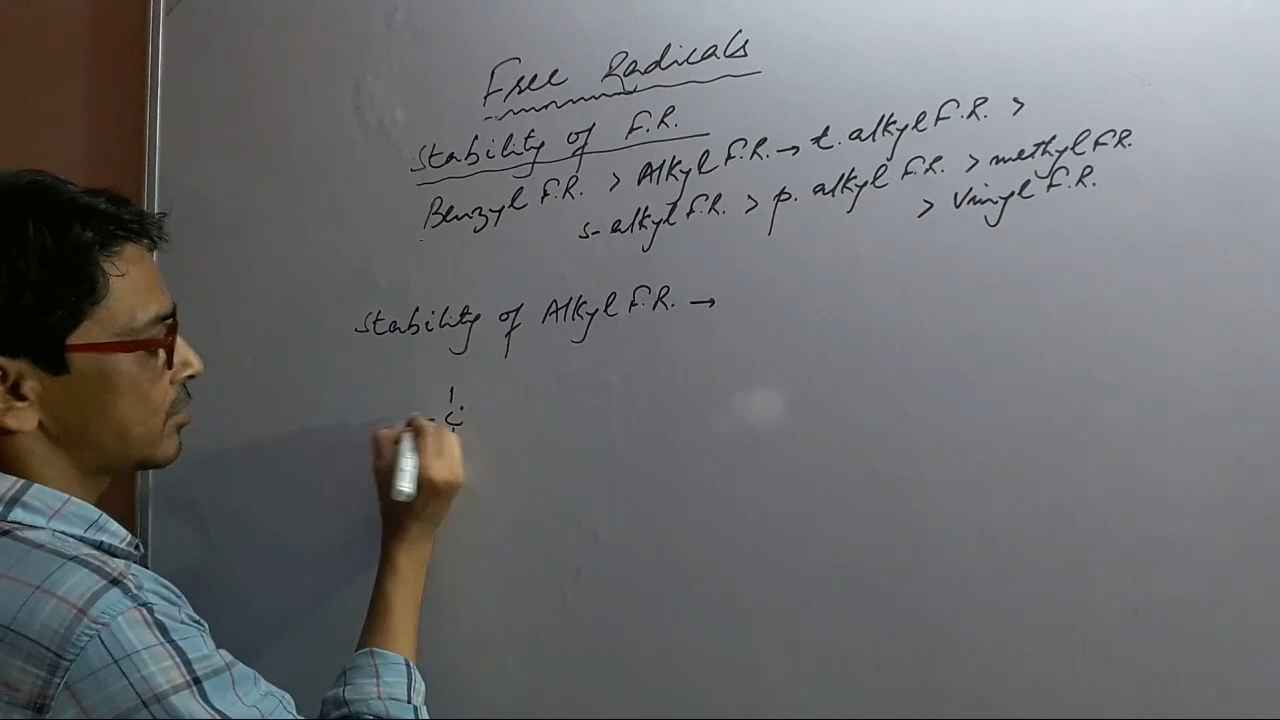 Free Radicals
Stability of F.R.
Benzyl F.R. > Alkyl F.R. → t. alkyl F.R. >
s-alkyl F.R. > p. alkyl F.R. > methyl F.R.
> Vinyl F.R.
Stability of Alkyl F.R. →
- C·